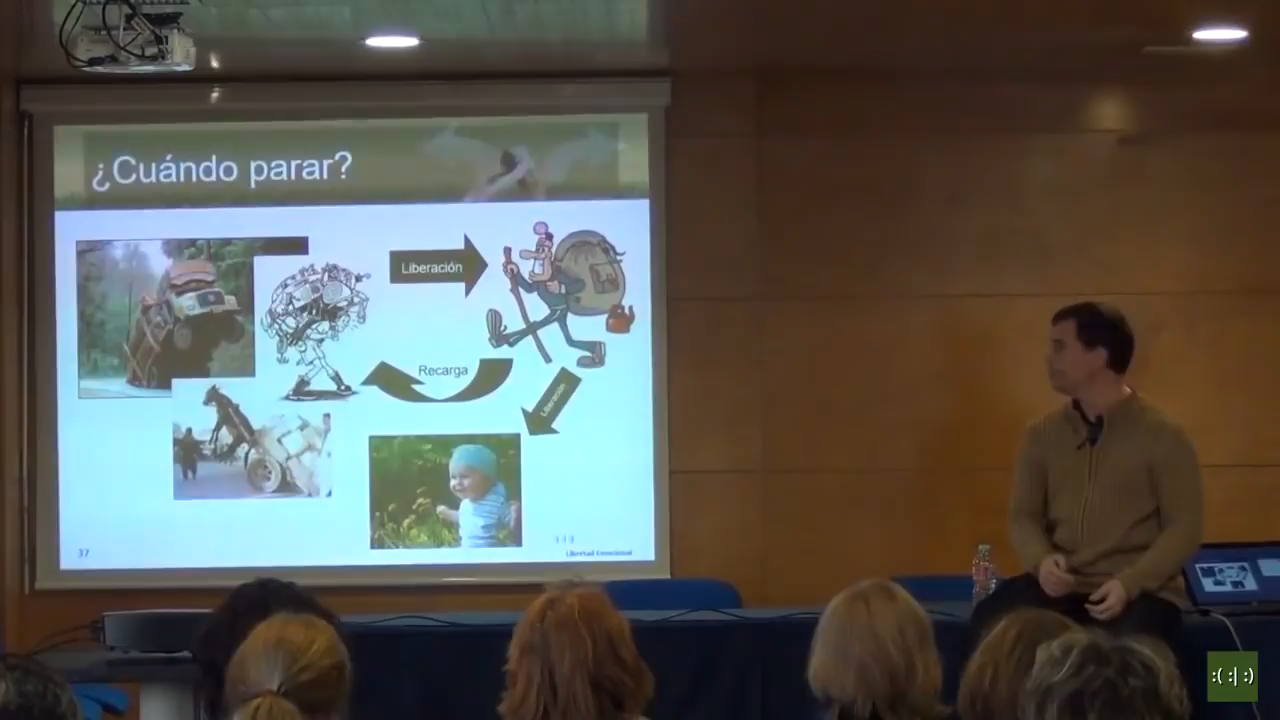 ¿Cuándo parar?
Liberación
Recarga
Liberación
37
Libertad Emocional
:( :| :)